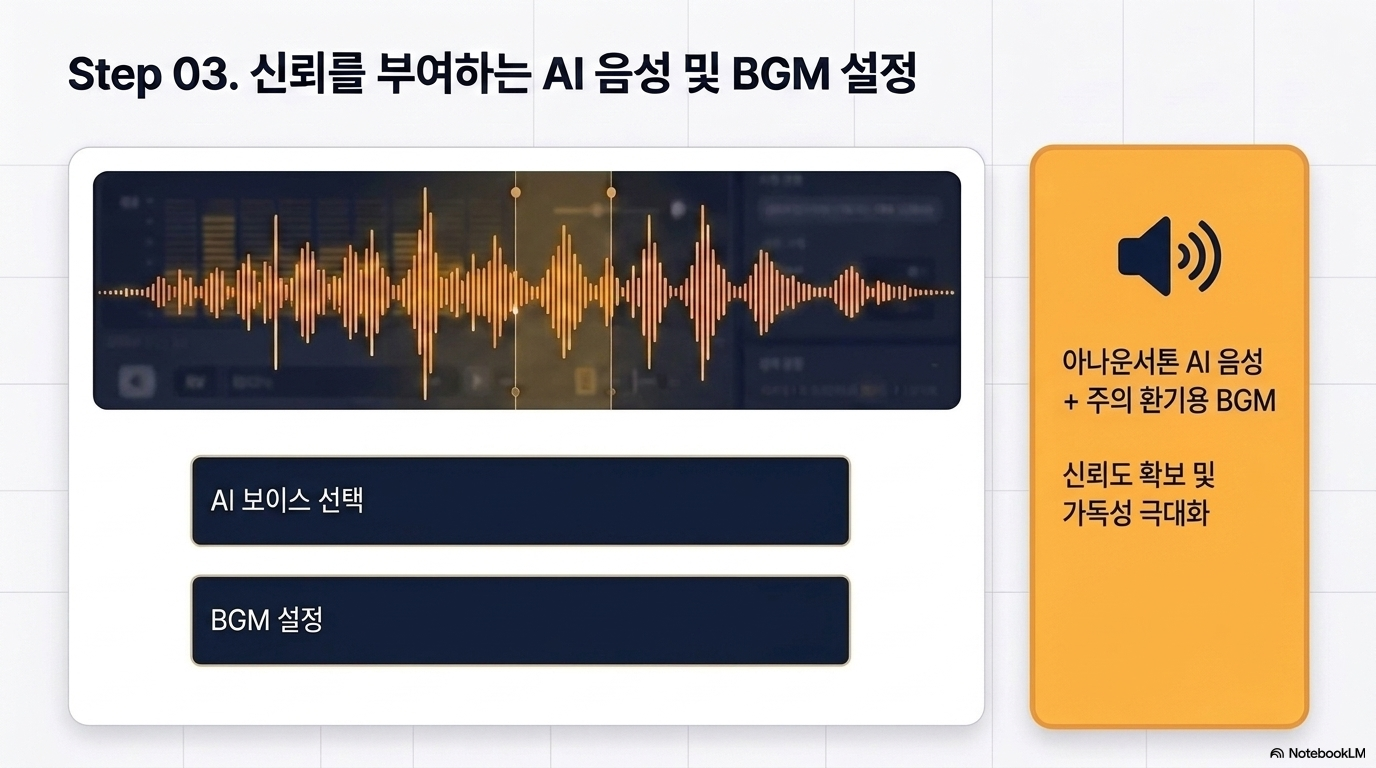 Step 03. 신뢰를 부여하는 AI 음성 및 BGM 설정
AI 보이스 선택
BGM 설정
아나운서톤 AI 음성
+ 주의 환기용 BGM
신뢰도 확보 및
가독성 극대화
NotebookLM